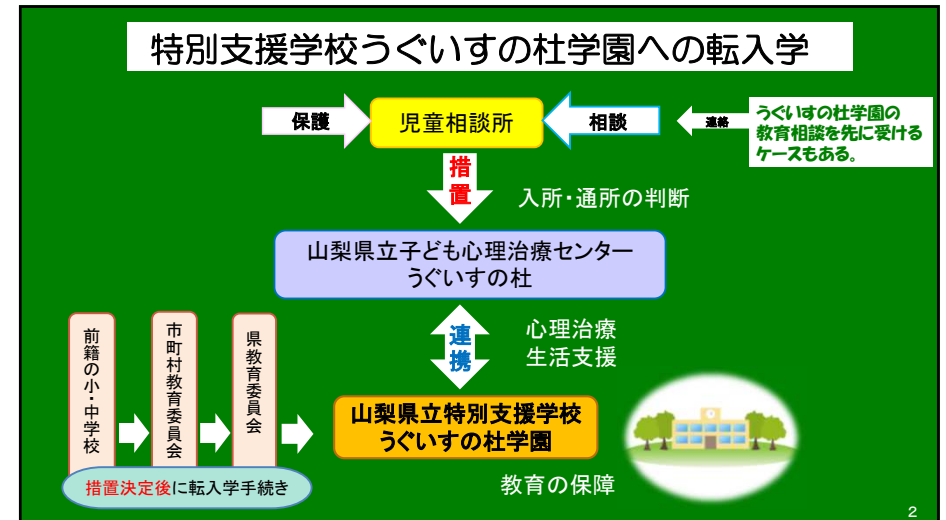 特別支援学校うぐいすの杜学園への転入学
保護
児童相談所
相談
連絡
うぐいすの杜学園の
教育相談を先に受ける
ケースもある。
措置
入所・通所の判断
山梨県立子ども心理治療センター
うぐいすの杜
連携
心理治療
生活支援
前籍の小・中学校
市町村教育委員会
県教育委員会
山梨県立特別支援学校
うぐいすの杜学園
措置決定後に転入学手続き
教育の保障
2